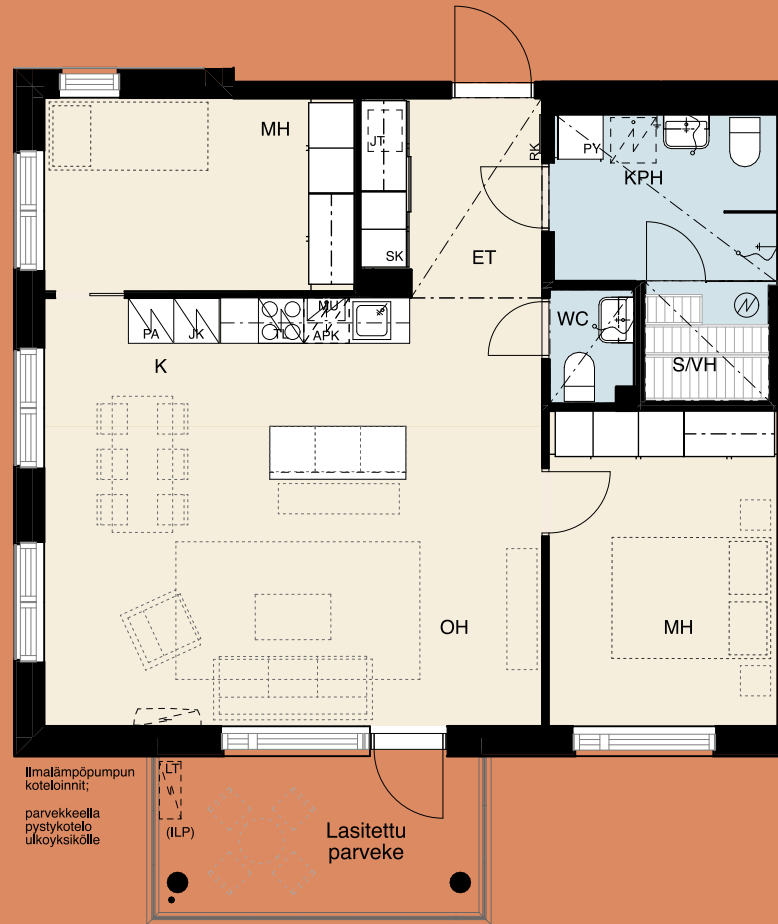 MH
JT
RK
PY
KPH
SK
ET
MU
PA
JK
TL
APK
WC
K
S/VH
OH
MH
Ilmalämpöpumpun
koteloinnit;
parvekkeella
pystykotelo
ulkoyksikölle
LT
(ILP)
Lasitettu
parveke